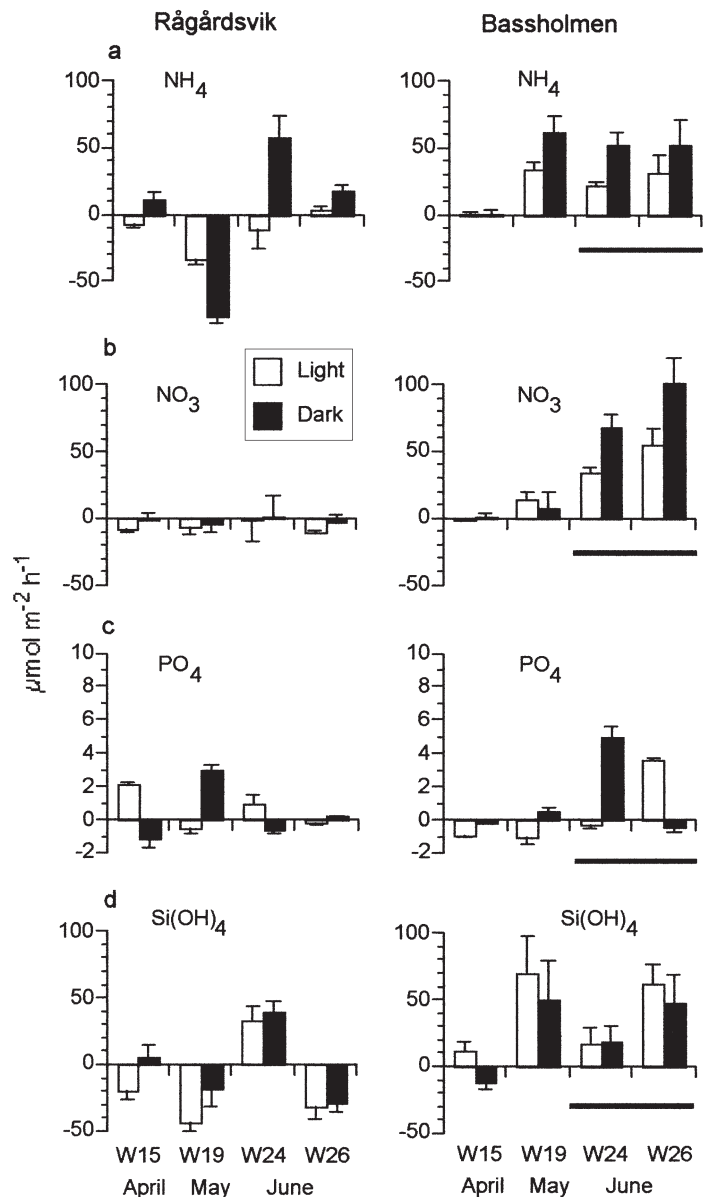 Rågårdsvik Bassholmen
a
NH4 NH4
100 100
50 50
0 0
-50 -50
b
Light
Dark
NO3 NO3
100 100
50 50
0 0
-50 -50
µmol m-2 h-1
c
PO4 PO4
10 10
8 8
6 6
4 4
2 2
0 0
-2 -2
d
Si(OH)4 Si(OH)4
100 100
50 50
0 0
-50 -50
W15 W19 W24 W26 W15 W19 W24 W26
April May June April May June